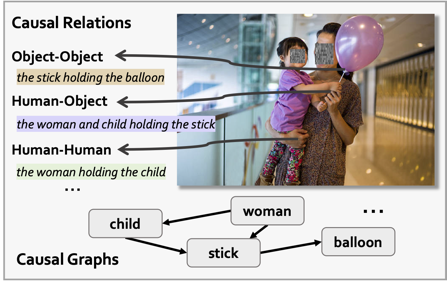 Causal Relations
Object-Object
the stick holding the balloon
Human-Object
the woman and child holding the stick
Human-Human
the woman holding the child
...
woman
...
child
stick
balloon
Causal Graphs